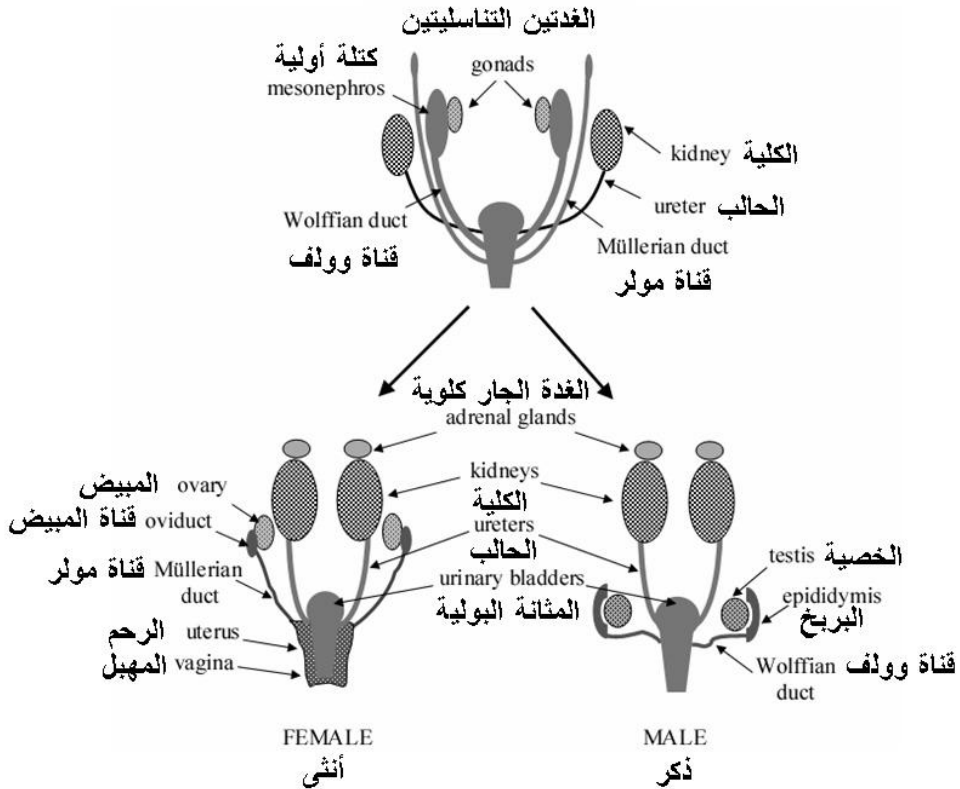 الغدتين التناسليتين
gonads
كتلة أولية
mesonephros
kidney الكلية
ureter الحالب
Wolffian duct
قناة وولف
Müllerian duct
قناة مولر
الغدة الجار كلوية
adrenal glands
kidneys
الكلية
ureters
الحالب
urinary bladders
المثانة البولية
المبيض ovary
قناة المبيض oviduct
قناة مولر Müllerian
duct
الرحم uterus
المهبل vagina
testis الخصية
epididymis
البربخ
Wolffian قناة وولف
duct
FEMALE
أنثى
MALE
ذكر